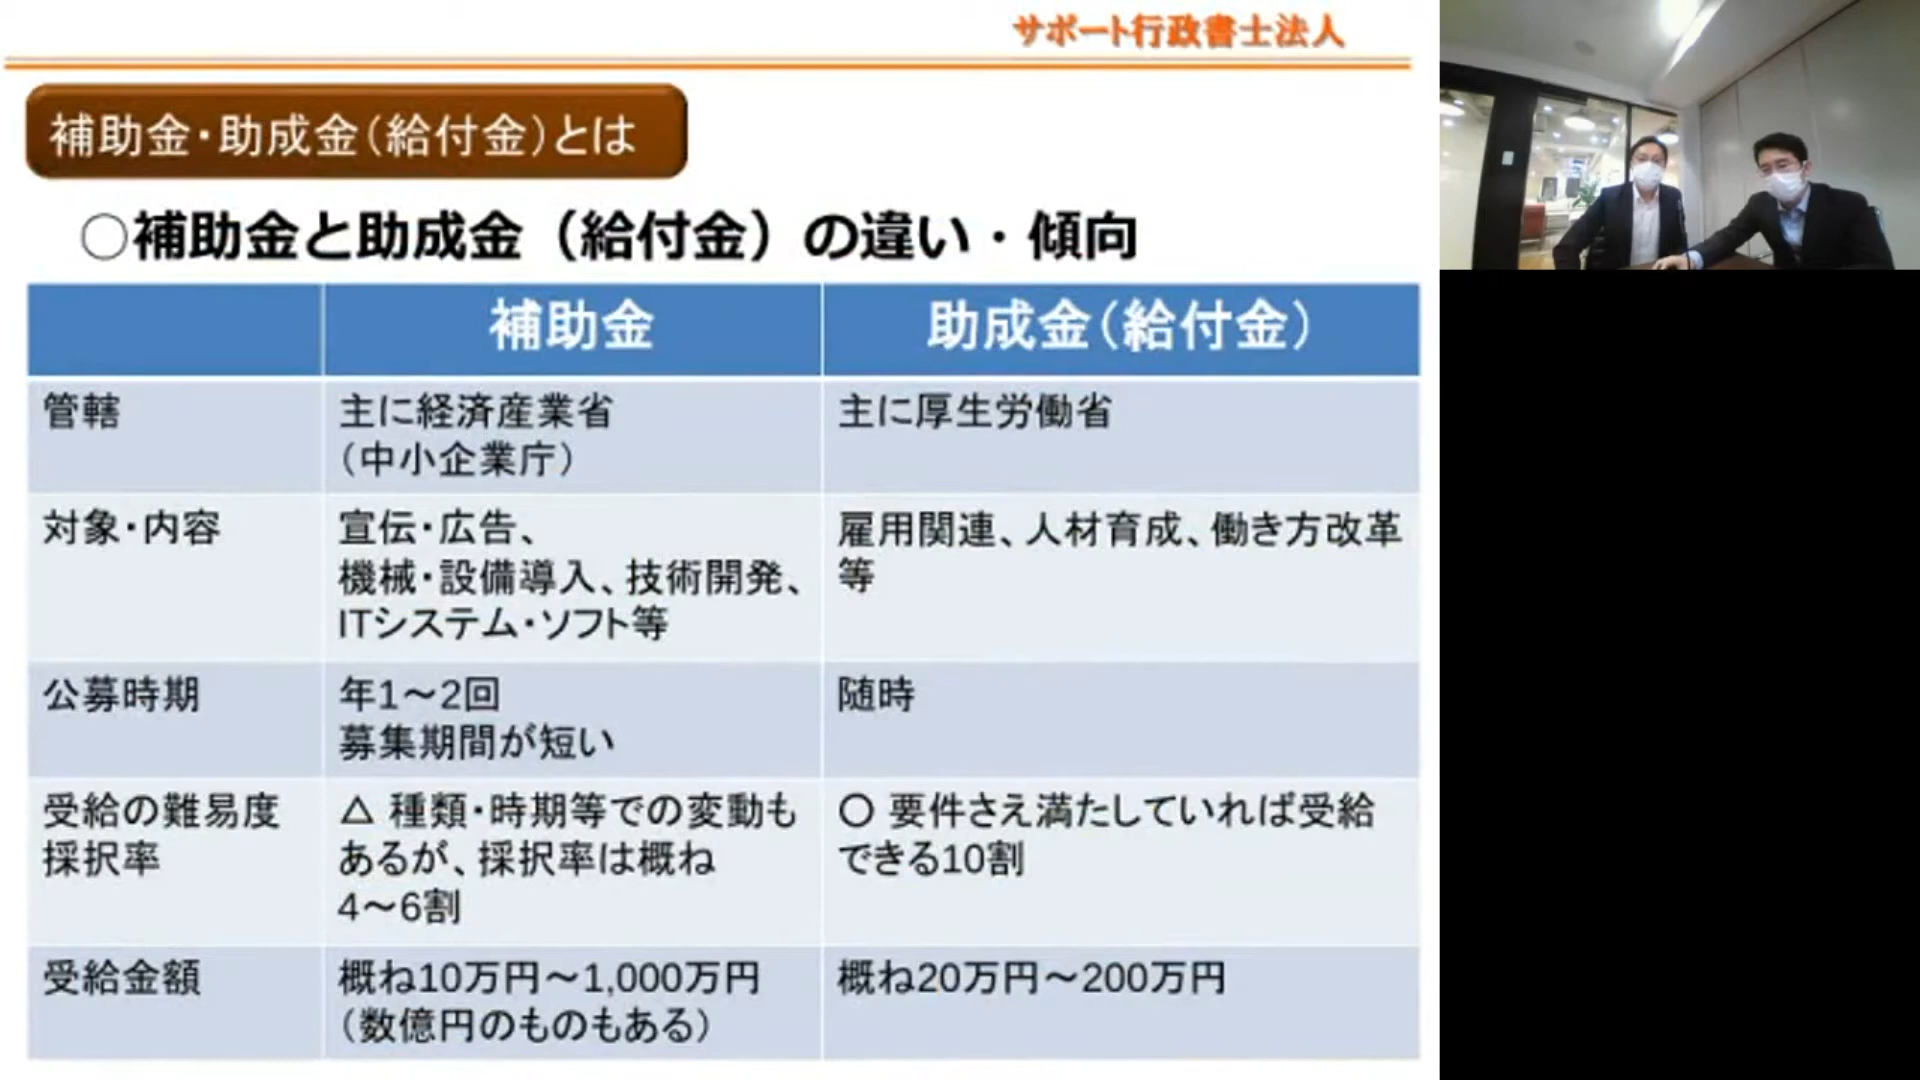 サポート行政書士法人
補助金・助成金（給付金）とは
○補助金と助成金（給付金）の違い・傾向
補助金
助成金（給付金）
管轄
主に経済産業省
（中小企業庁）
主に厚生労働省
対象・内容
宣伝・広告、
機械・設備導入、技術開発、
ITシステム・ソフト等
雇用関連、人材育成、働き方改革
等
公募時期
年1～2回
募集期間が短い
随時
受給の難易度
採択率
△ 種類・時期等での変動も
あるが、採択率は概ね
4～6割
〇 要件さえ満たしていれば受給
できる10割
受給金額
概ね10万円～1,000万円
（数億円のものもある）
概ね20万円～200万円